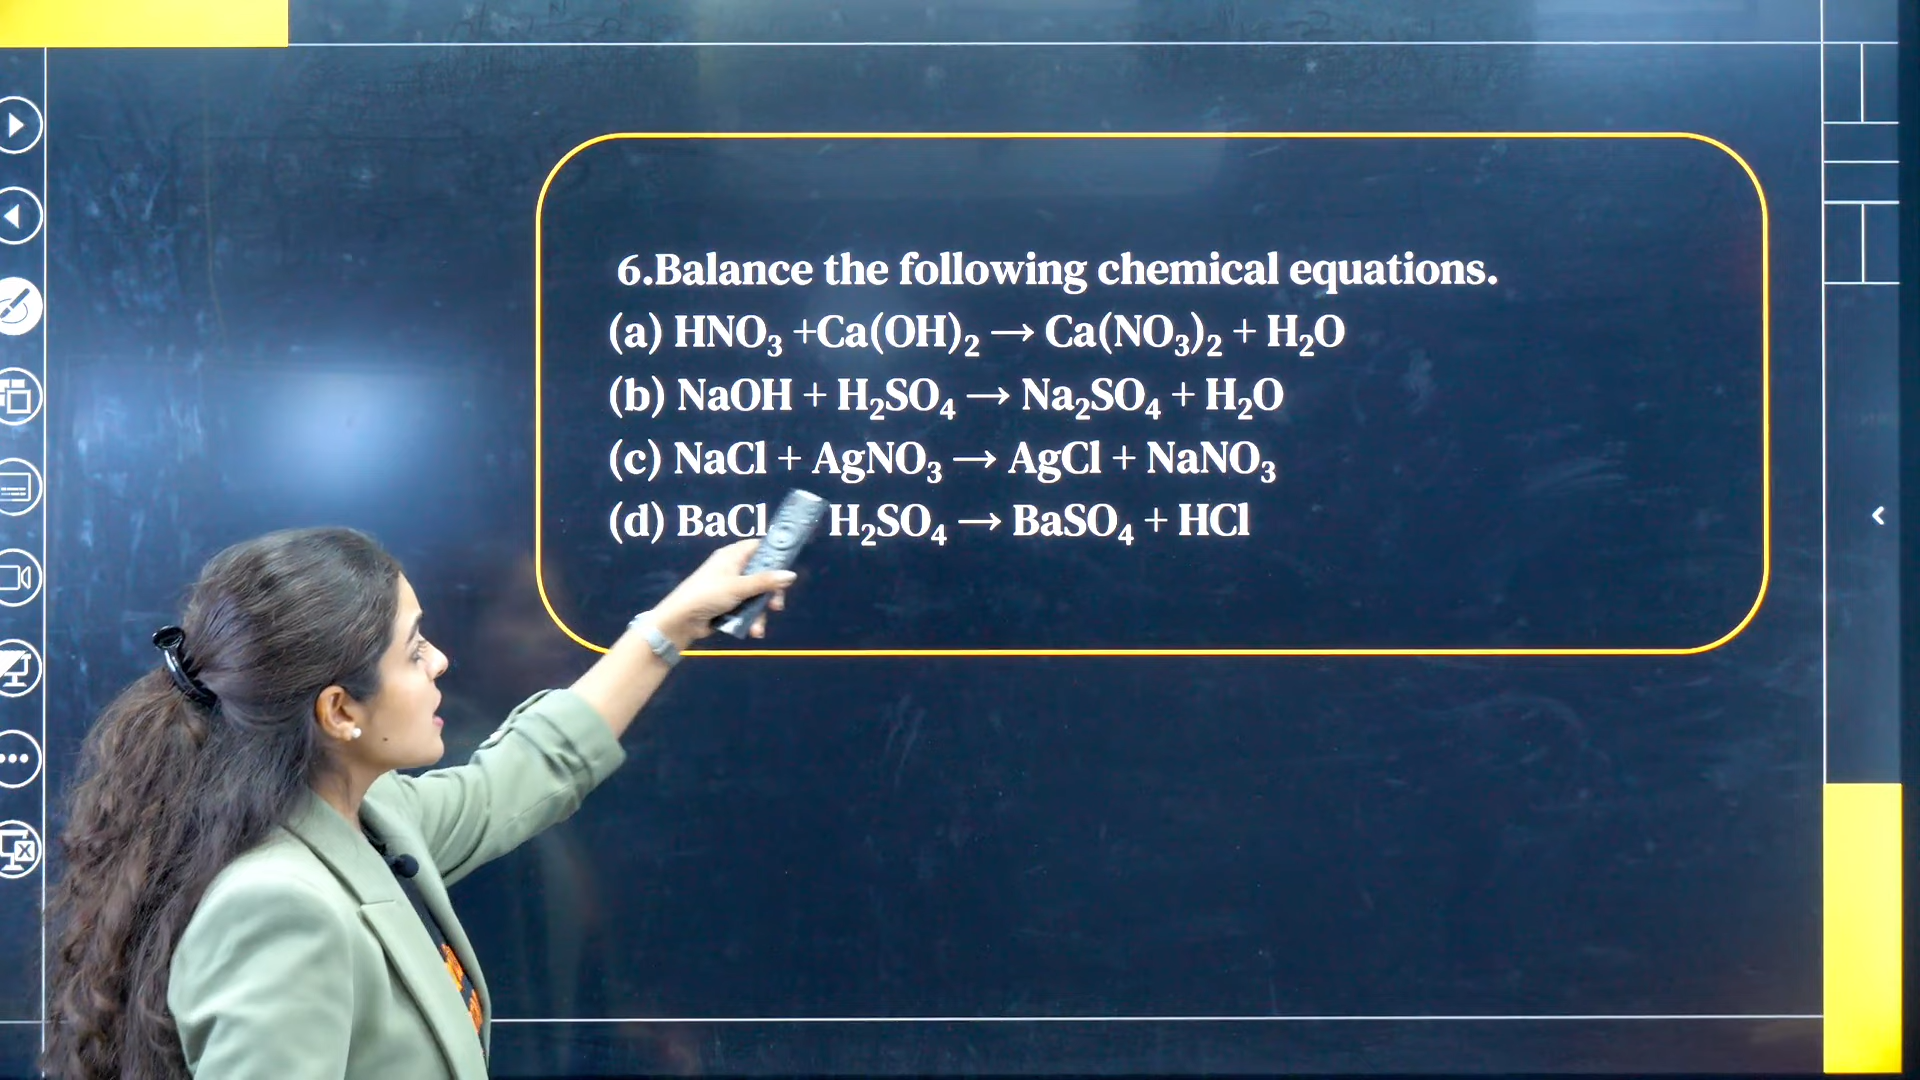 6.Balance the following chemical equations.
(a) HNO₃ +Ca(OH)₂ → Ca(NO₃)₂ + H₂O
(b) NaOH + H₂SO₄ → Na₂SO₄ + H₂O
(c) NaCl + AgNO₃ → AgCl + NaNO₃
(d) BaCl H₂SO₄ → BaSO₄ + HCl